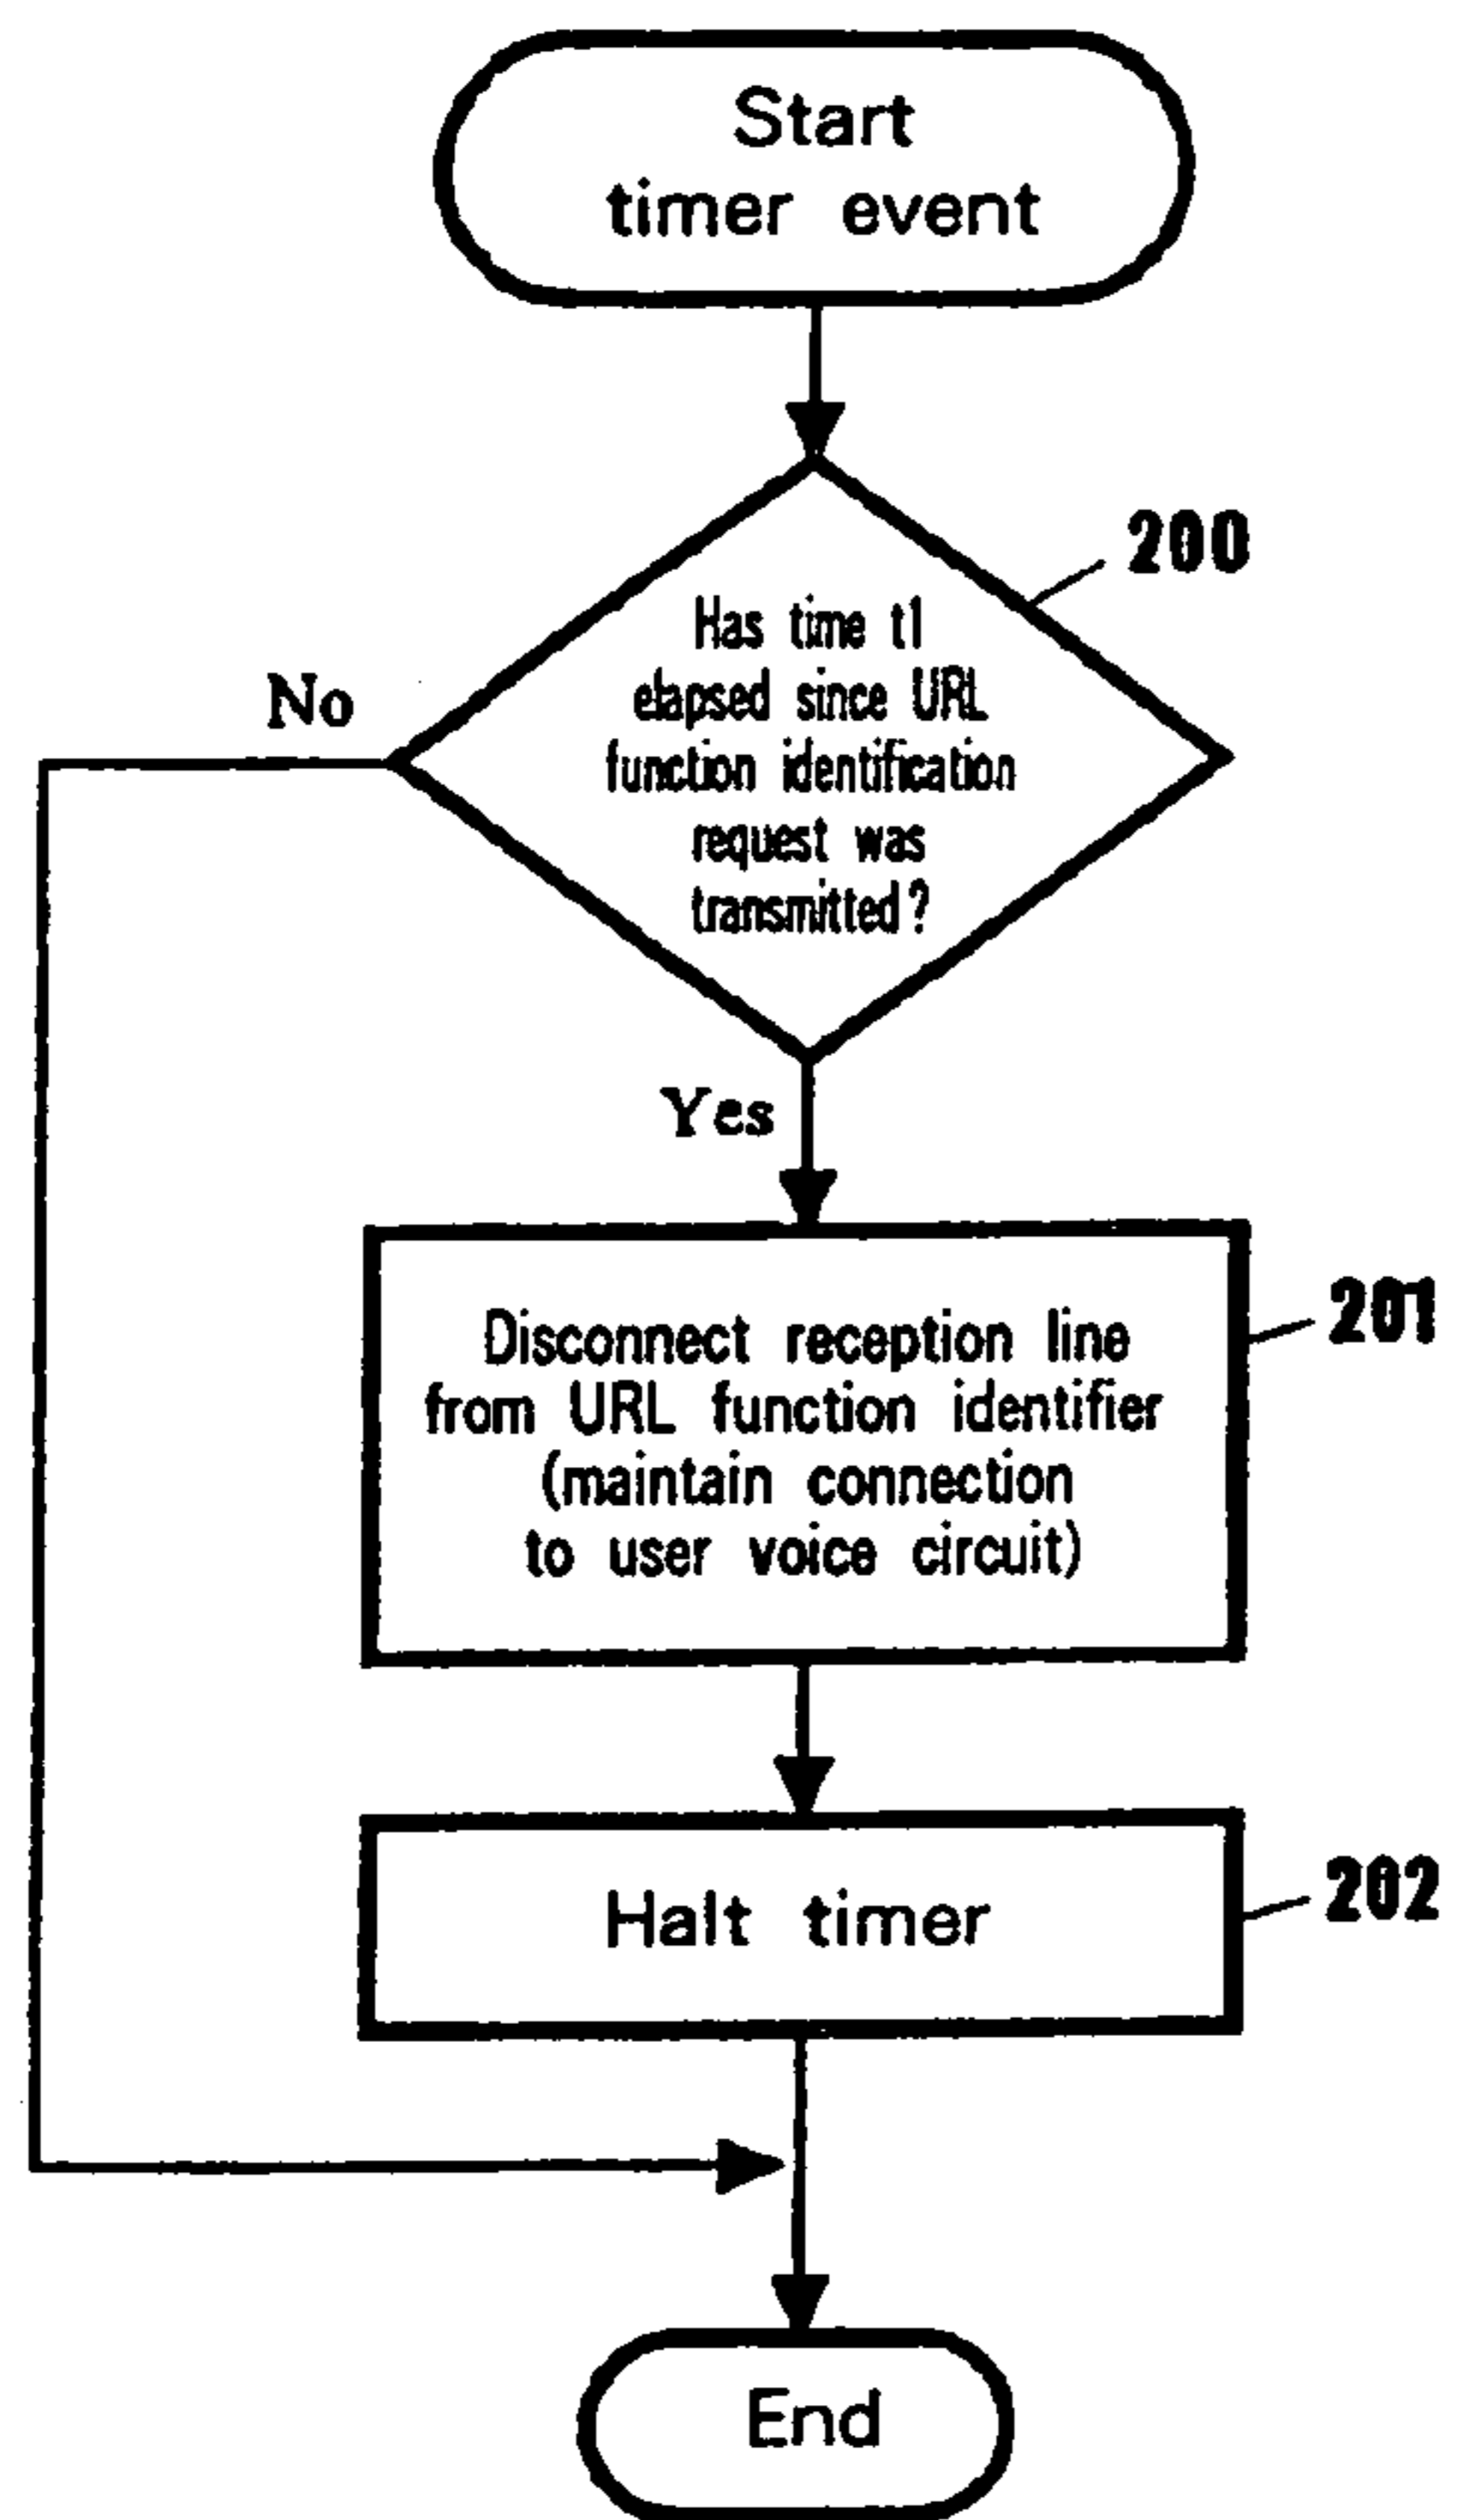 Start
timer event
200
Has time t1
elapsed since URL
function identification
request was
transmitted?
No
Yes
Disconnect reception line
from URL function identifier
(maintain connection
to user voice circuit)
201
Halt timer
202
End